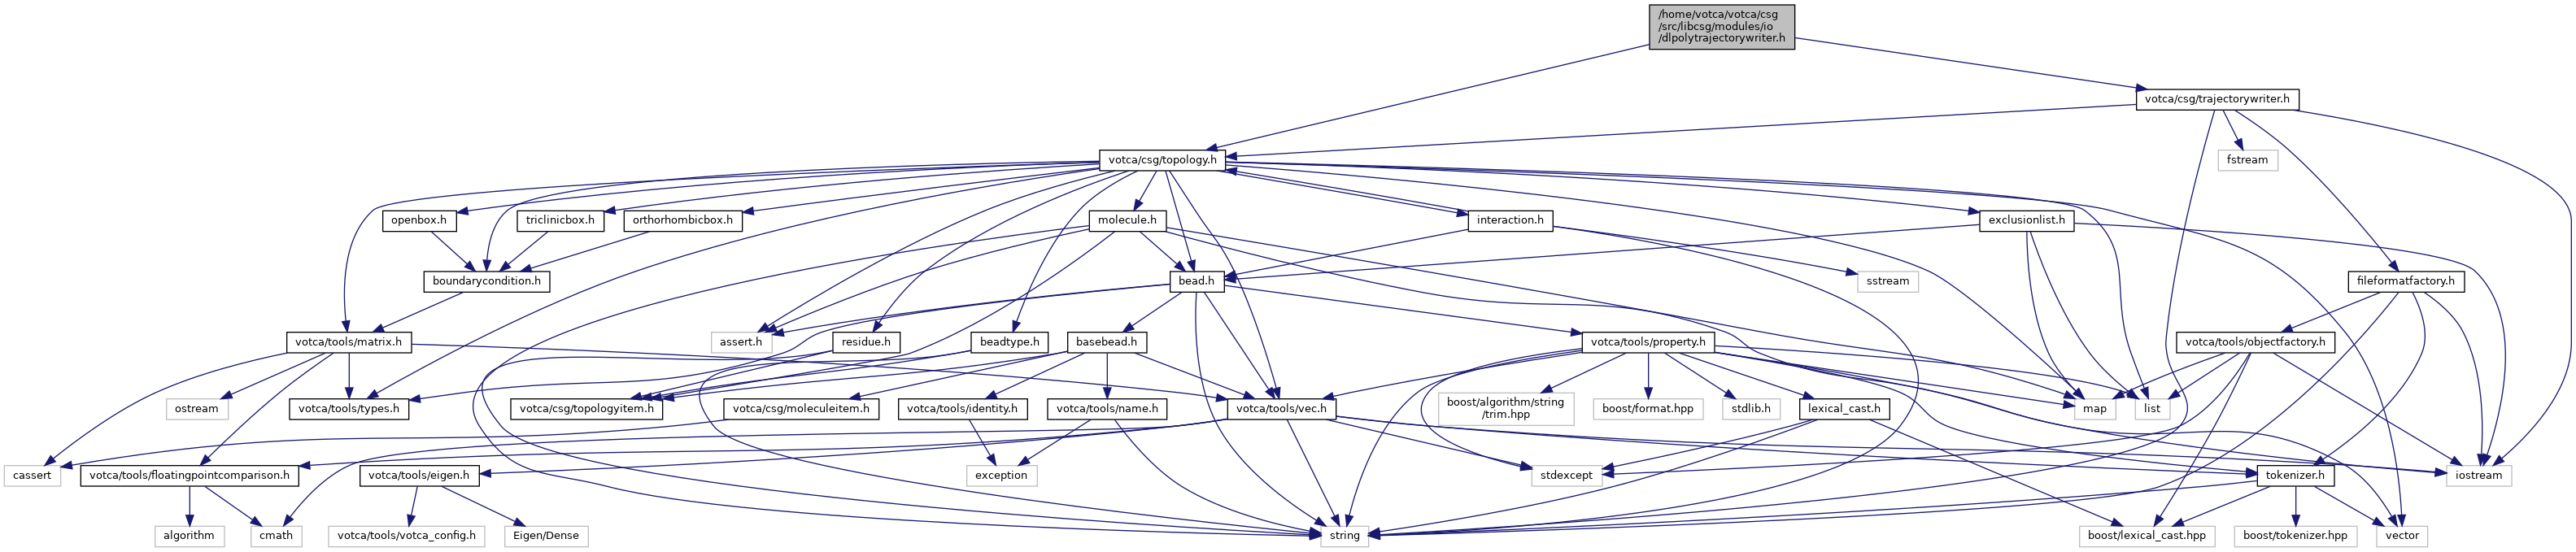 /home/votca/votca/csg
/src/libcsg/modules/io
/dlpolytrajectorywriter.h
votca/csg/trajectorywriter.h
votca/csg/topology.h
fstream
openbox.h
triclinicbox.h
orthorhombicbox.h
molecule.h
interaction.h
exclusionlist.h
boundarycondition.h
bead.h
sstream
fileformatfactory.h
votca/tools/matrix.h
assert.h
residue.h
beadtype.h
basebead.h
votca/tools/property.h
votca/tools/objectfactory.h
ostream
votca/tools/types.h
votca/csg/topologyitem.h
votca/csg/moleculeitem.h
votca/tools/identity.h
votca/tools/name.h
votca/tools/vec.h
boost/algorithm/string
/trim.hpp
boost/format.hpp
stdlib.h
lexical_cast.h
map
list
cassert
votca/tools/floatingpointcomparison.h
votca/tools/eigen.h
exception
stdexcept
tokenizer.h
iostream
algorithm
cmath
votca/tools/votca_config.h
Eigen/Dense
string
boost/lexical_cast.hpp
boost/tokenizer.hpp
vector